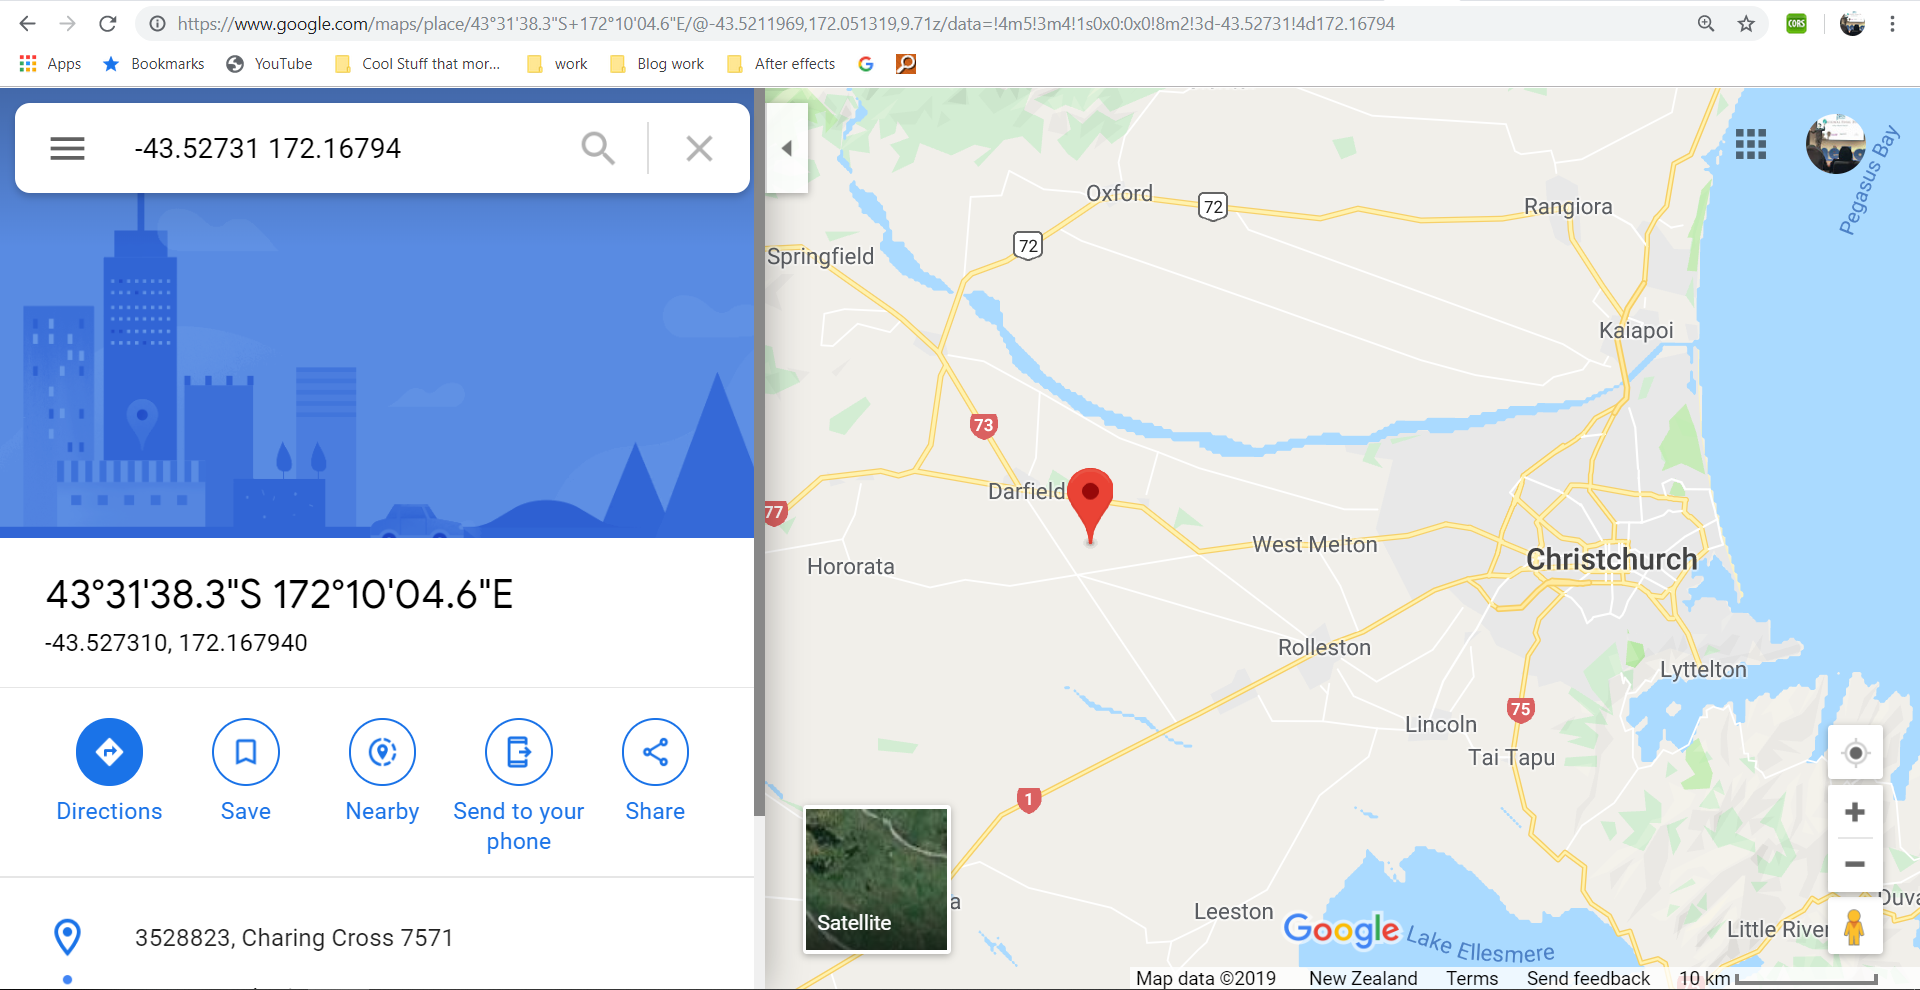 https://www.google.com/maps/place/43°31'38.3"S+172°10'04.6"E/@-43.5211969,172.051319,9.71z/data=!4m5!3m4!1s0x0:0x0!8m2!3d-43.52731!4d172.16794
CORS
Apps Bookmarks YouTube Cool Stuff that mor... work Blog work After effects
-43.52731 172.16794
43°31'38.3"S 172°10'04.6"E
-43.527310, 172.167940
Directions Save Nearby Send to your phone Share
3528823, Charing Cross 7571
Oxford
72
Rangiora
Pegasus Bay
72
Springfield
Kaiapoi
73
Darfield
77
West Melton
Christchurch
Hororata
Rolleston
Lyttelton
75
Lincoln
Tai Tapu
1
Satellite
a
Leeston
Google
Lake Ellesmere
Little River
Duva
Map data ©2019 New Zealand Terms Send feedback 10 km